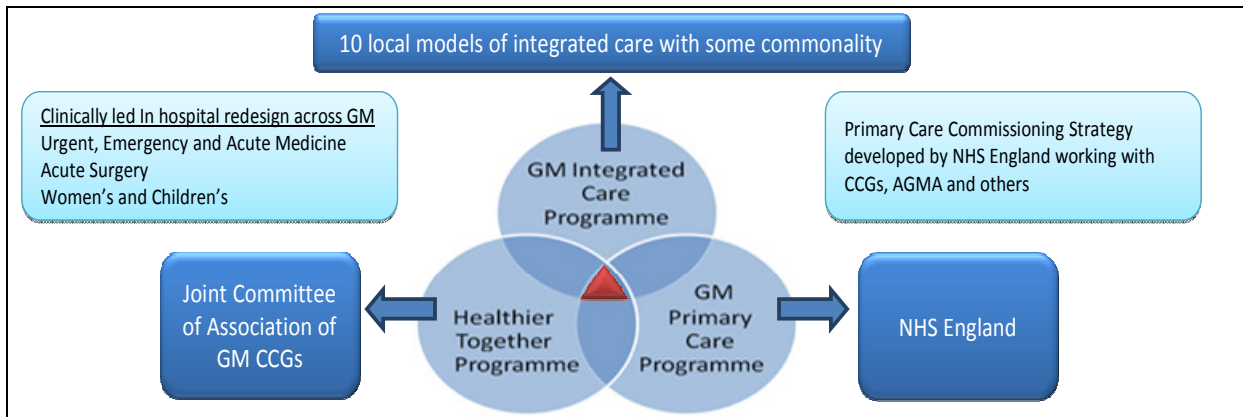 10 local models of integrated care with some commonality
Clinically led In hospital redesign across GM
Urgent, Emergency and Acute Medicine
Acute Surgery
Women's and Children's
Primary Care Commissioning Strategy
developed by NHS England working with
CCGs, AGMA and others
GM Integrated
Care
Programme
Joint Committee
of Association of
GM CCGs
Healthier
Together
Programme
GM
Primary
Care
Programme
NHS England